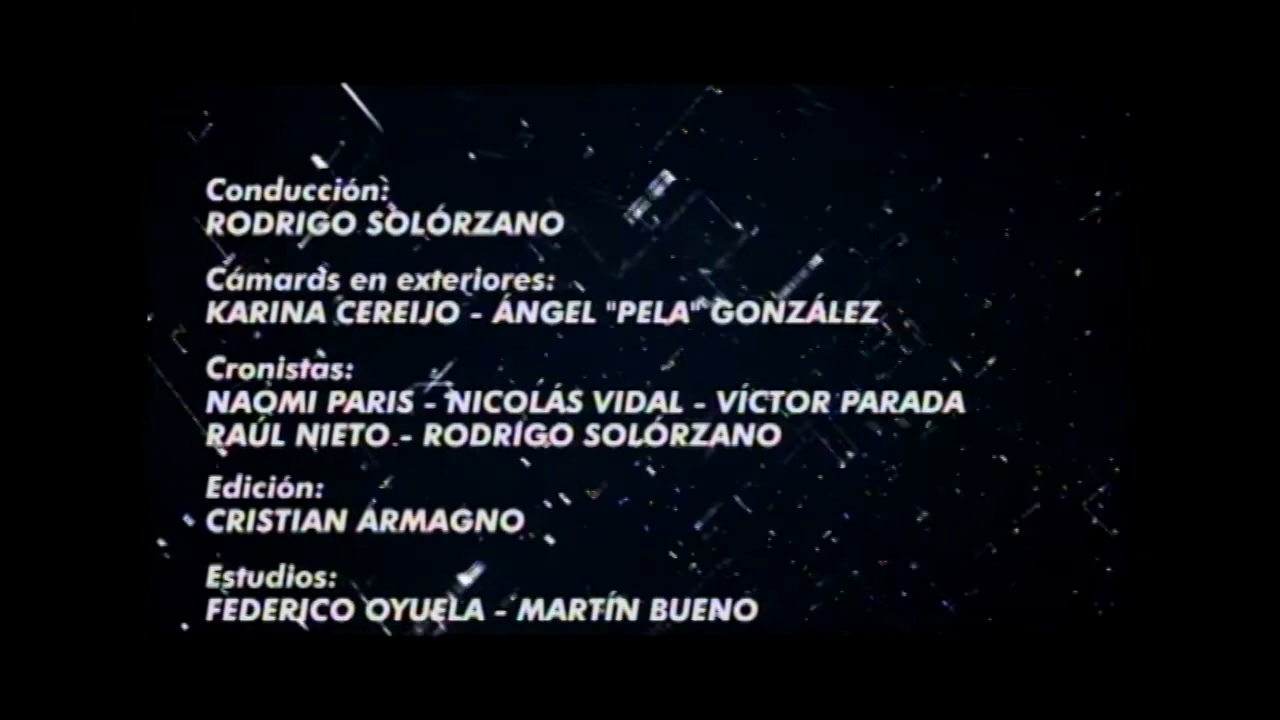 Conducción:
RODRIGO SOLÓRZANO
Cámaras en exteriores:
KARINA CEREIJO - ÁNGEL "PELA" GONZÁLEZ
Cronistas:
NAOMI PARIS - NICOLÁS VIDAL - VÍCTOR PARADA
RAÚL NIETO - RODRIGO SOLÓRZANO
Edición:
CRISTIAN ARMAGNO
Estudios:
FEDERICO OYUELA - MARTÍN BUENO